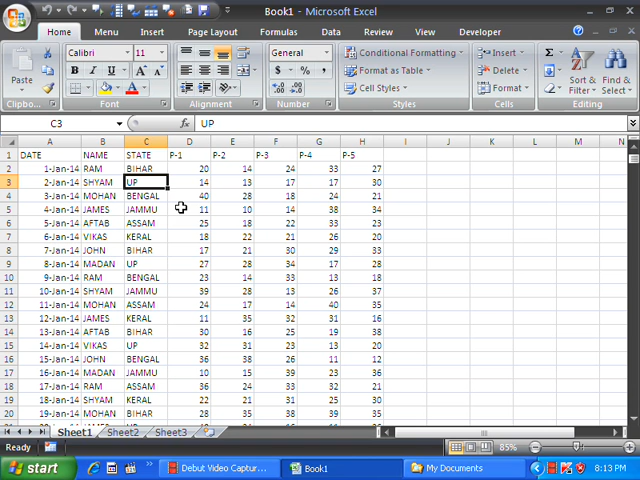 Book1 - Microsoft Excel
Home Insert Page Layout Formulas Data Review View Developer
Paste Calibri 11 General Conditional Formatting Insert Sort & Filter Find & Select
Format as Table Delete
Cell Styles Format
Clipboard Font Alignment Number Styles Cells Editing
C3 UP
A B C D E F G H I J K L M N
1 DATE NAME STATE P-1 P-2 P-3 P-4 P-5
2 1-Jan-14 RAM BIHAR 20 14 24 33 27
3 2-Jan-14 SHYAM UP 14 13 17 17 30
4 3-Jan-14 MOHAN BENGAL 40 28 18 24 21
5 4-Jan-14 JAMES JAMMU 11 10 14 38 34
6 5-Jan-14 AFTAB ASSAM 25 18 22 33 23
7 6-Jan-14 VIKAS KERAL 18 22 21 26 20
8 7-Jan-14 JOHN BIHAR 17 21 30 29 33
9 8-Jan-14 MADAN UP 27 28 34 17 28
10 9-Jan-14 RAM BENGAL 23 14 33 13 18
11 10-Jan-14 SHYAM JAMMU 39 28 13 26 37
12 11-Jan-14 MOHAN ASSAM 24 17 14 40 35
13 12-Jan-14 JAMES KERAL 11 35 32 31 16
14 13-Jan-14 AFTAB BIHAR 30 16 25 19 38
15 14-Jan-14 VIKAS UP 32 31 23 13 20
16 15-Jan-14 JOHN BENGAL 36 38 26 11 12
17 16-Jan-14 MADAN JAMMU 10 15 39 23 36
18 17-Jan-14 RAM ASSAM 36 24 33 32 21
19 18-Jan-14 SHYAM KERAL 22 21 31 25 34
20 19-Jan-14 MOHAN BIHAR 28 35 38 39 35
Sheet1 Sheet2 Sheet3
Ready 85%
start Debut Video Captur... Book1 My Documents 8:13 PM